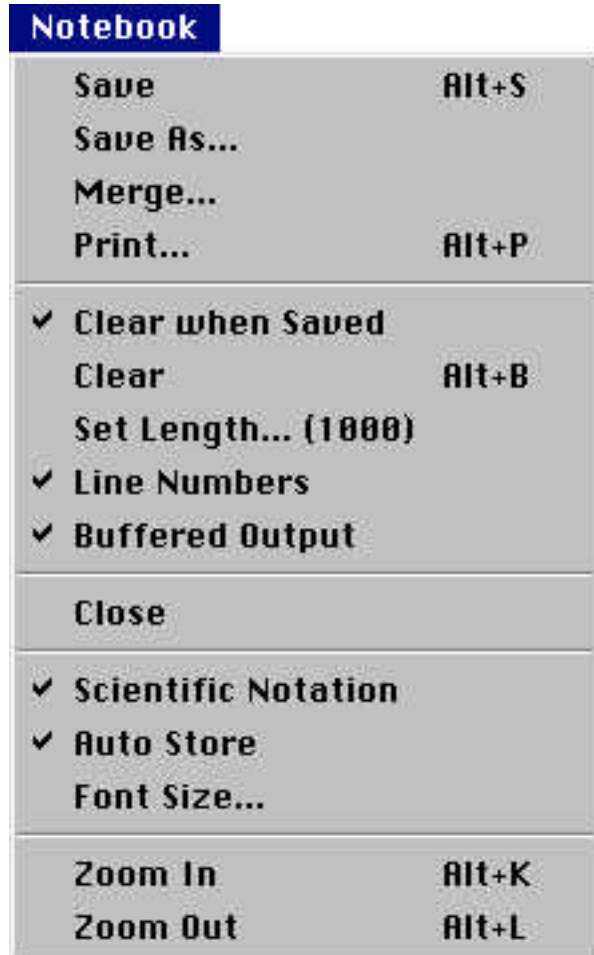 Notebook
Save Alt+S
Save As...
Merge...
Print... Alt+P
✓ Clear when Saved
Clear Alt+B
Set Length... (1000)
✓ Line Numbers
✓ Buffered Output
Close
✓ Scientific Notation
✓ Auto Store
Font Size...
Zoom In Alt+K
Zoom Out Alt+L